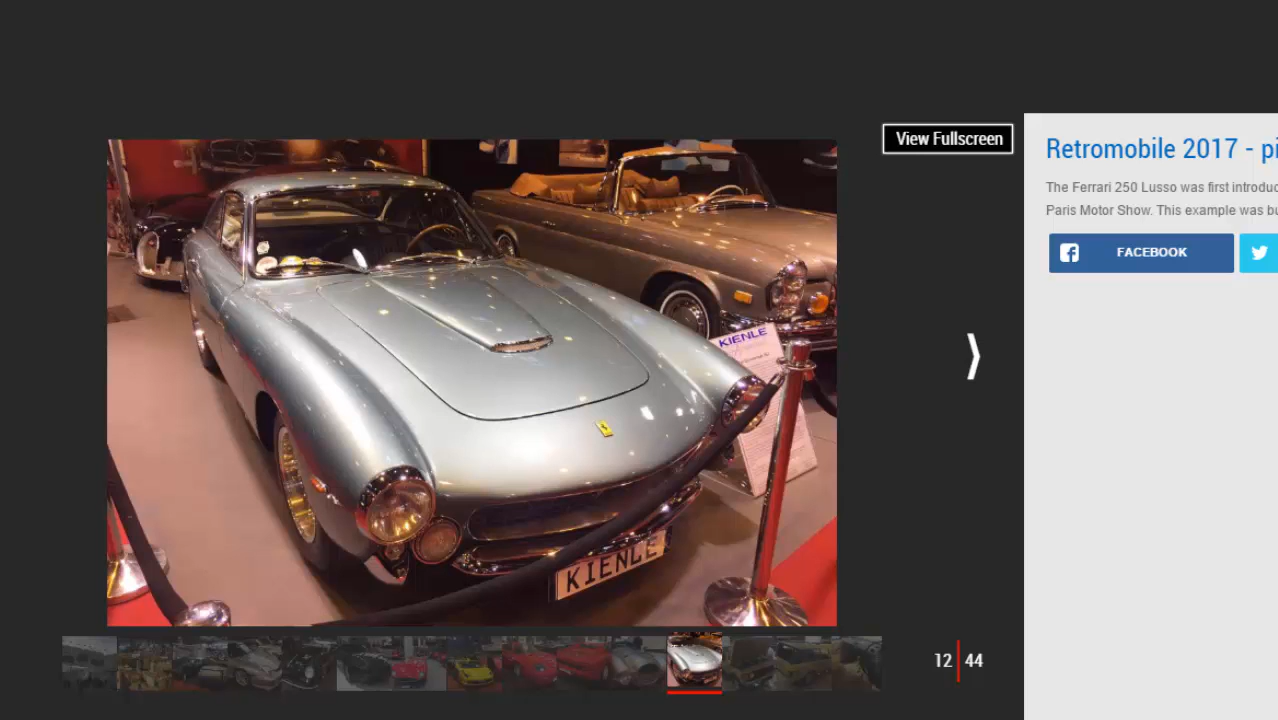 View Fullscreen
Retromobile 2017 - pi
The Ferrari 250 Lusso was first introduc
Paris Motor Show. This example was bu
FACEBOOK
KIENLE
KIENLE
12 44